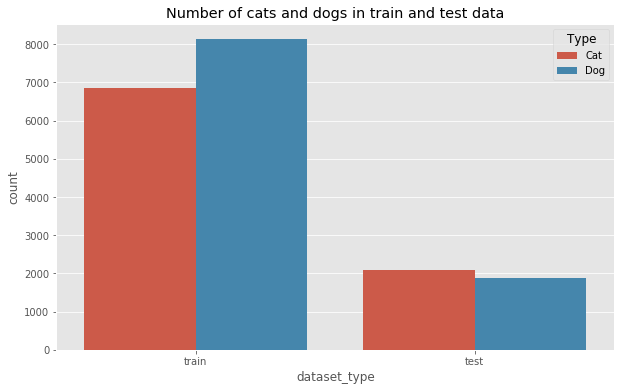 Number of cats and dogs in train and test data
Type
Cat
Dog
8000
7000
6000
5000
4000
3000
2000
1000
0
count
train
test
dataset_type